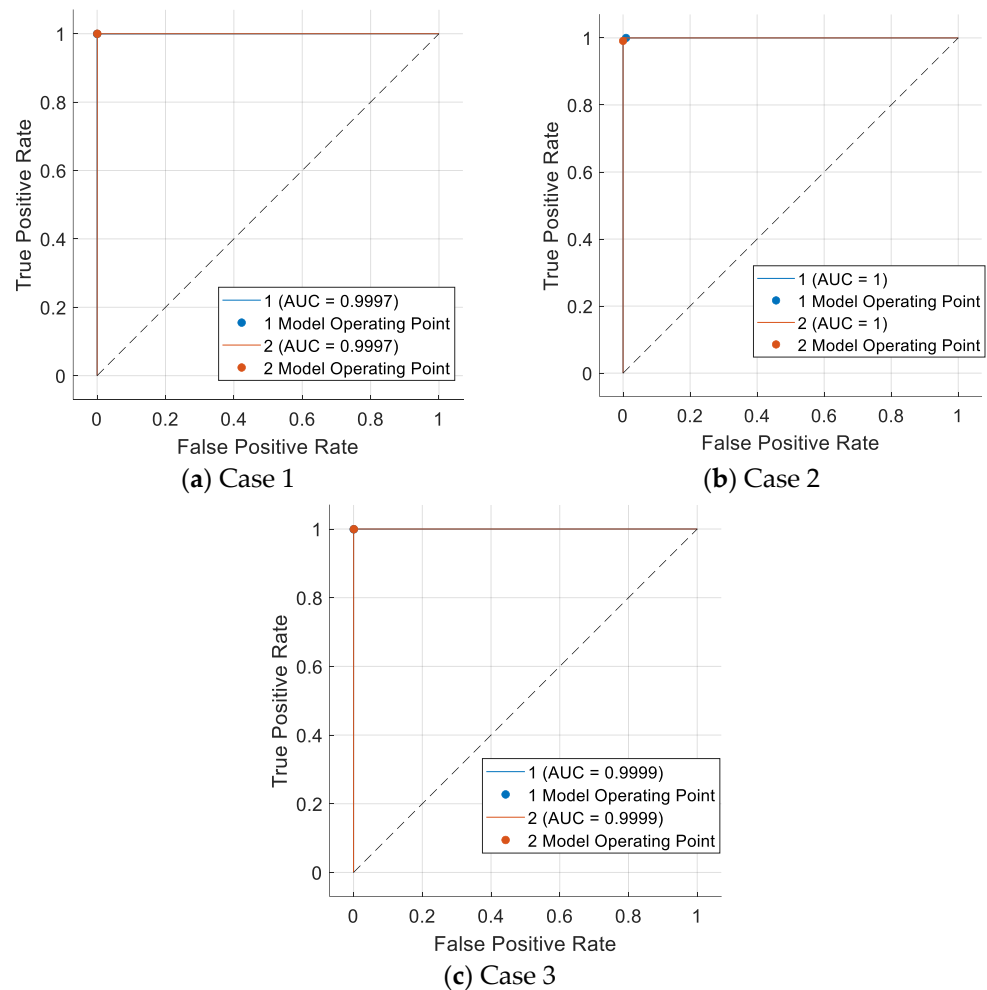 True Positive Rate
1
0.8
0.6
0.4
0.2
0
0 0.2 0.4 0.6 0.8 1
False Positive Rate
1 (AUC = 0.9997)
1 Model Operating Point
2 (AUC = 0.9997)
2 Model Operating Point
(a) Case 1
True Positive Rate
1
0.8
0.6
0.4
0.2
0
0 0.2 0.4 0.6 0.8 1
False Positive Rate
1 (AUC = 1)
1 Model Operating Point
2 (AUC = 1)
2 Model Operating Point
(b) Case 2
True Positive Rate
1
0.8
0.6
0.4
0.2
0
0 0.2 0.4 0.6 0.8 1
False Positive Rate
1 (AUC = 0.9999)
1 Model Operating Point
2 (AUC = 0.9999)
2 Model Operating Point
(c) Case 3